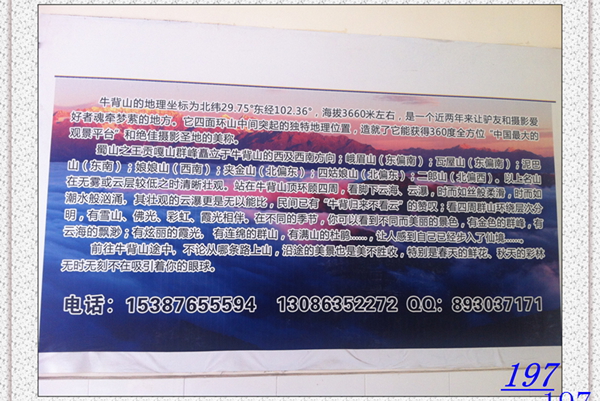 牛背山的地理坐标为北纬29.75°东经102.36°，海拔3660米左右，是一个近两年来让驴友和摄影爱
好者魂牵梦萦的地方。它四面环山中间突起的独特地理位置，造就了它能获得360度全方位“中国最大的
观景平台”和绝佳摄影圣地的美称。
蜀山之王贡嘎山群峰矗立于牛背山的西及西南方向；峨眉山（东偏南）；瓦屋山（东偏南）；泥巴
山（东南）；娘娘山（西南）；夹金山（北偏东）；四姑娘山（北偏东）；二郎山（北偏西）。以上名山
在无雾或云层较低之时清晰壮观。站在牛背山顶环顾四周，看脚下云海、云瀑，时而如丝般柔滑，时而如
潮水般汹涌。其壮观的云瀑更是无以能比，民间已有“牛背归来不看云”的感叹；看四周群山环绕层次分
明，有雪山、佛光、彩虹、霞光相伴。在不同的季节，你可以看到不同而美丽的景色，有金色的群峰；有
云海的飘渺；有炫丽的霞光。有连绵的群山，有满山的杜鹃……，让人感到自己已经步入了仙境……。
前往牛背山途中，不论从哪条路上山，沿途的美景也是美不胜收，特别是春天的鲜花、秋天的彩林
无时无刻不在吸引着你的眼球。
电话：15387655594 13086352272 QQ：893037171
197
197